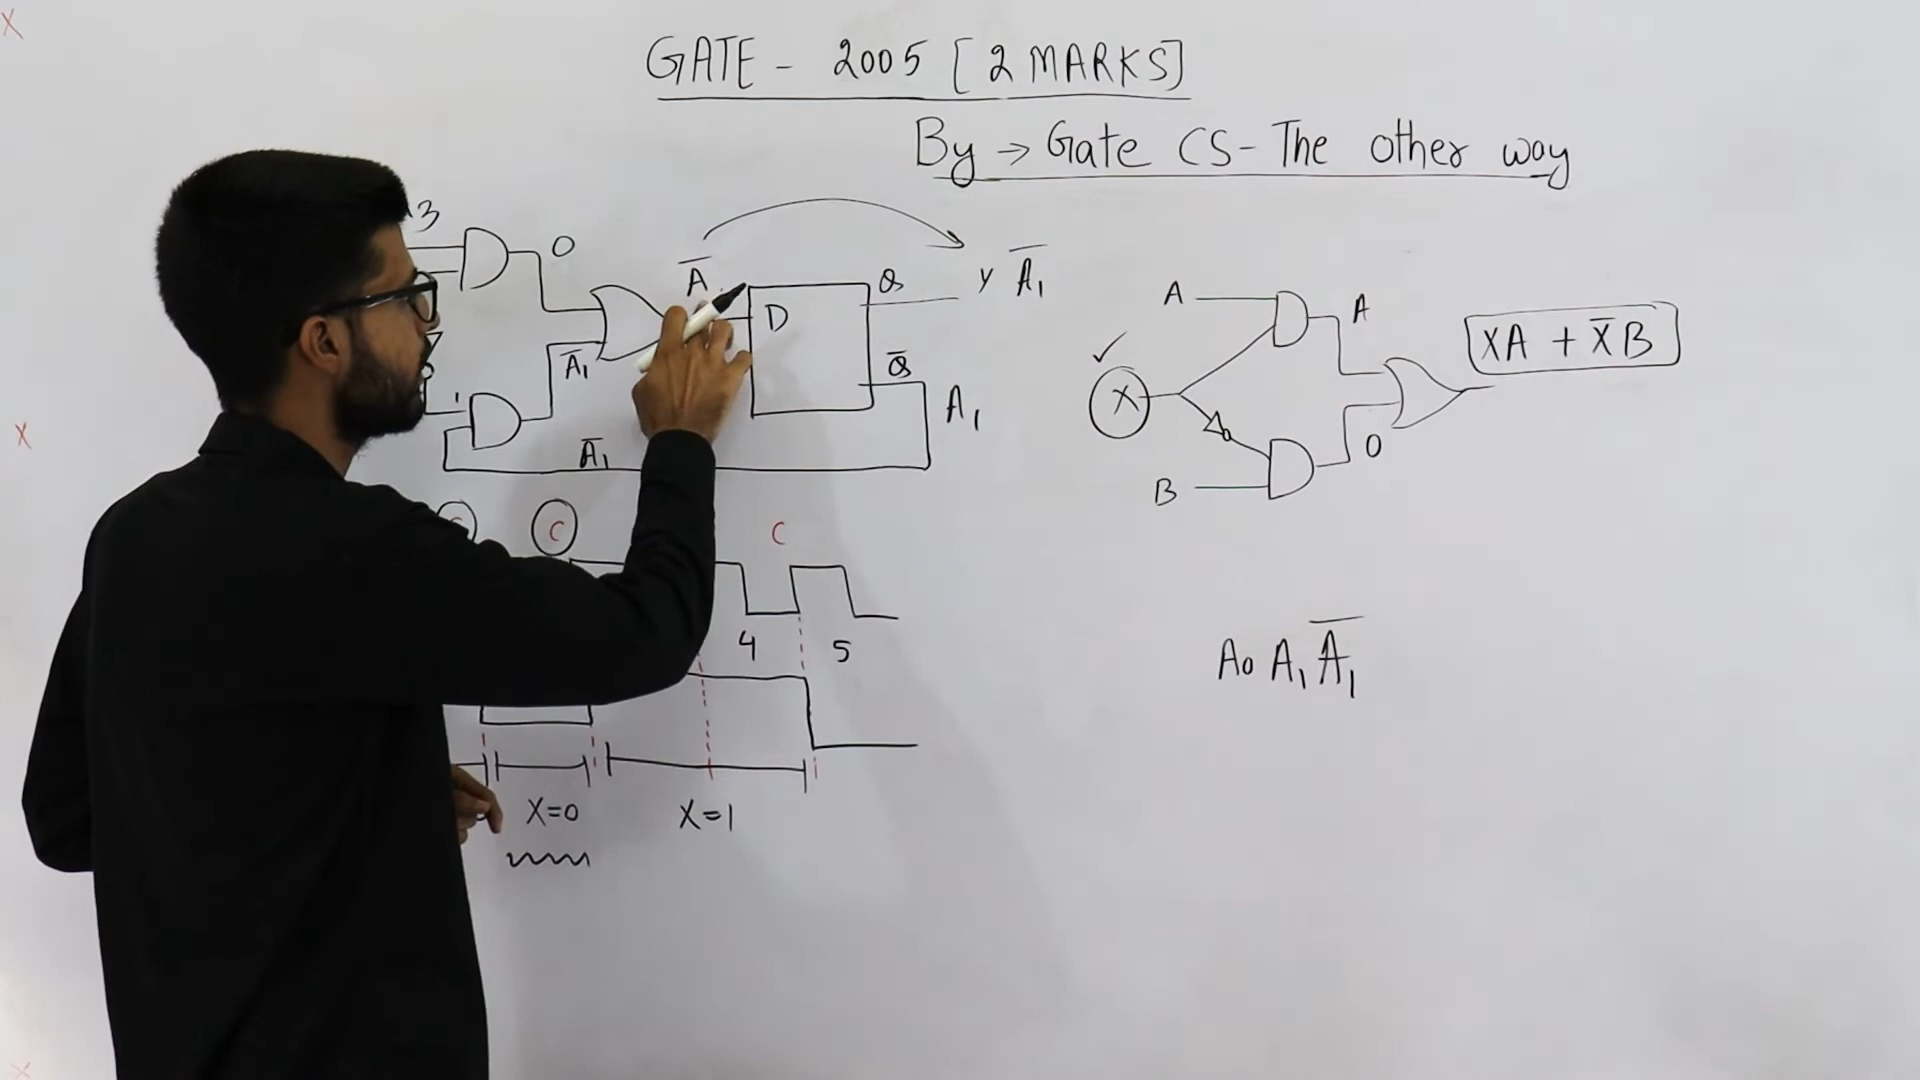 X
GATE - 2005 [2 MARKS]
By → Gate CS - The other way
3
0
A̅
Q
Y A̅₁
D
A̅₁
Q̅
A₁
1
A̅₁
A
A
XA + X̅B
✓
X
0
B
X
C
C
4
5
A₀ A₁ A̅₁
X=0
X=1
X